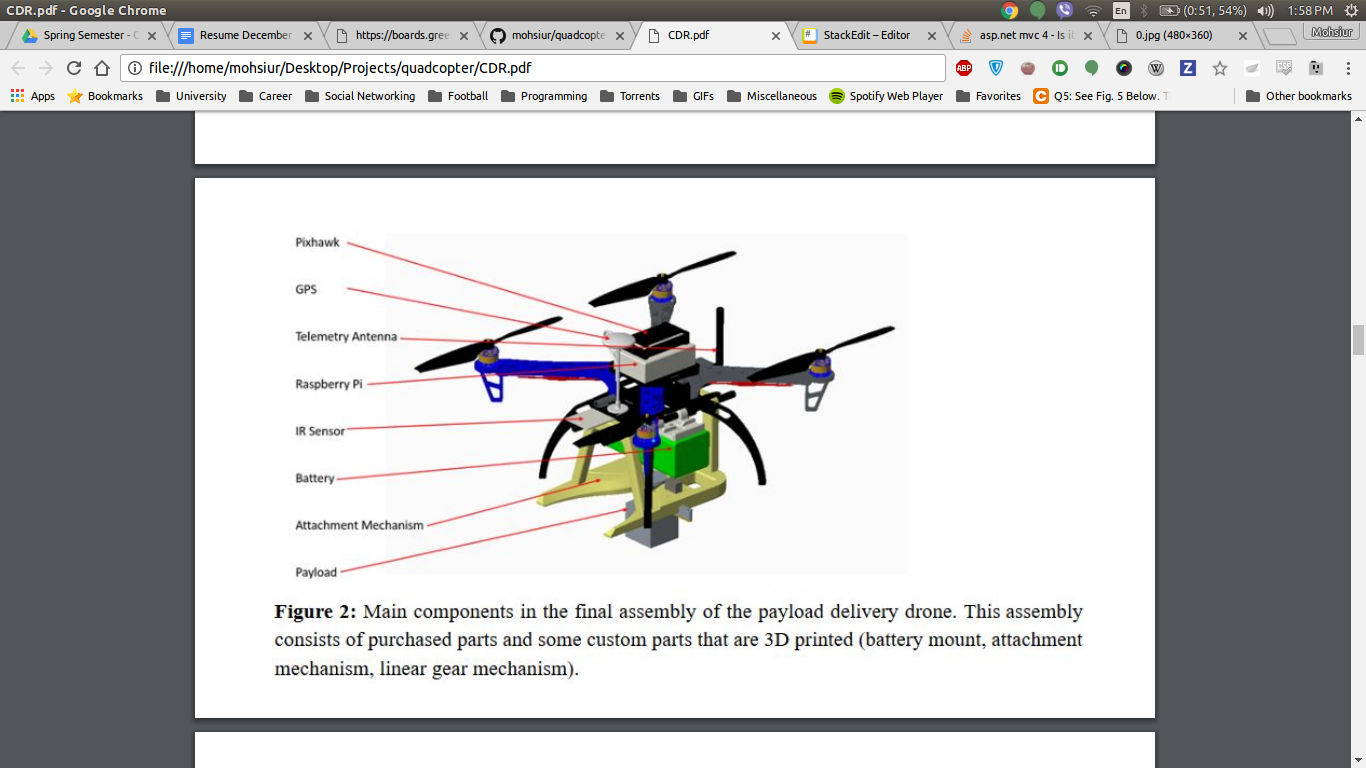 CDR.pdf - Google Chrome
En (0:51, 54%) 1:58 PM
Spring Semester - Resume December https://boards.gree mohsiur/quadcopte CDR.pdf StackEdit – Editor asp.net mvc 4 - Is it 0.jpg (480×360) Mohsiur
file:///home/mohsiur/Desktop/Projects/quadcopter/CDR.pdf ABP W Z CSS
Apps Bookmarks University Career Social Networking Football Programming Torrents GIFs Miscellaneous Spotify Web Player Favorites Q5: See Fig. 5 Below. Other bookmarks
Pixhawk
GPS
Telemetry Antenna
Raspberry Pi
IR Sensor
Battery
Attachment Mechanism
Payload
Figure 2: Main components in the final assembly of the payload delivery drone. This assembly
consists of purchased parts and some custom parts that are 3D printed (battery mount, attachment
mechanism, linear gear mechanism).